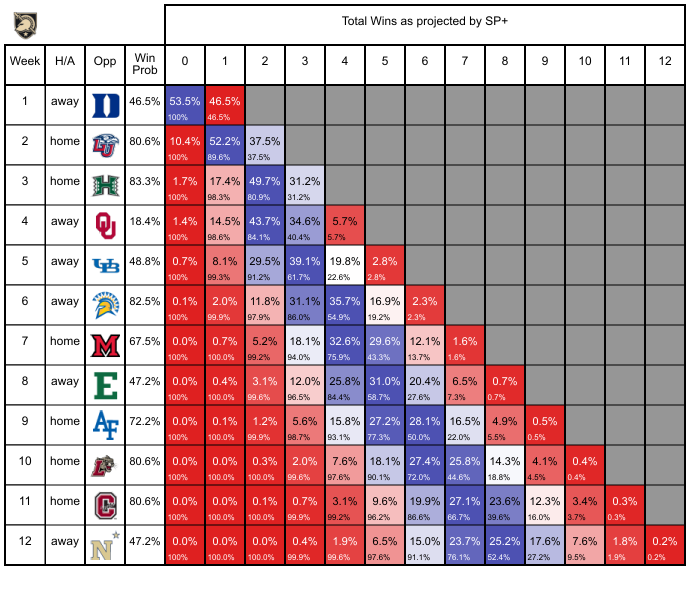 Total Wins as projected by SP+
Week H/A Opp Win Prob 0 1 2 3 4 5 6 7 8 9 10 11 12
1 away 46.5% 53.5% 46.5%
100% 46.5%
2 home 80.6% 10.4% 52.2% 37.5%
100% 89.6% 37.5%
3 home H 83.3% 1.7% 17.4% 49.7% 31.2%
100% 98.3% 80.9% 31.2%
4 away OU 18.4% 1.4% 14.5% 43.7% 34.6% 5.7%
100% 98.6% 84.1% 40.4% 5.7%
5 away UB 48.8% 0.7% 8.1% 29.5% 39.1% 19.8% 2.8%
100% 99.3% 91.2% 61.7% 22.6% 2.8%
6 away 82.5% 0.1% 2.0% 11.8% 31.1% 35.7% 16.9% 2.3%
100% 99.9% 97.9% 86.0% 54.9% 19.2% 2.3%
7 home M 67.5% 0.0% 0.7% 5.2% 18.1% 32.6% 29.6% 12.1% 1.6%
100% 100.0% 99.2% 94.0% 75.9% 43.3% 13.7% 1.6%
8 away E 47.2% 0.0% 0.4% 3.1% 12.0% 25.8% 31.0% 20.4% 6.5% 0.7%
100% 100.0% 99.6% 96.5% 84.4% 58.7% 27.6% 7.3% 0.7%
9 home AF 72.2% 0.0% 0.1% 1.2% 5.6% 15.8% 27.2% 28.1% 16.5% 4.9% 0.5%
100% 100.0% 99.9% 98.7% 93.1% 77.3% 50.0% 22.0% 5.5% 0.5%
10 home 80.6% 0.0% 0.0% 0.3% 2.0% 7.6% 18.1% 27.4% 25.8% 14.3% 4.1% 0.4%
100% 100.0% 100.0% 99.6% 97.6% 90.1% 72.0% 44.6% 18.8% 4.5% 0.4%
11 home C 80.6% 0.0% 0.0% 0.1% 0.7% 3.1% 9.6% 19.9% 27.1% 23.6% 12.3% 3.4% 0.3%
100% 100.0% 100.0% 99.9% 99.2% 96.2% 86.6% 66.7% 39.6% 16.0% 3.7% 0.3%
12 away N 47.2% 0.0% 0.0% 0.0% 0.4% 1.9% 6.5% 15.0% 23.7% 25.2% 17.6% 7.6% 1.8% 0.2%
100% 100.0% 100.0% 99.9% 99.6% 97.6% 91.1% 76.1% 52.4% 27.2% 9.5% 1.9% 0.2%